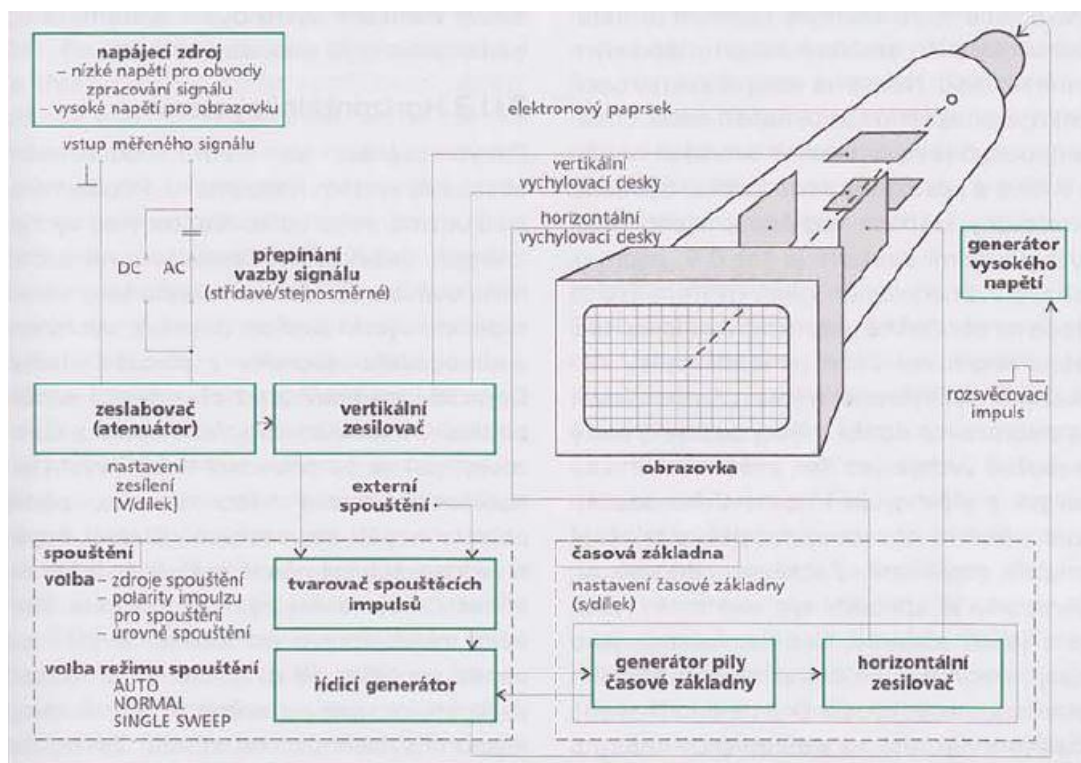 napájecí zdroj
– nízké napětí pro obvody
zpracování signálu
– vysoké napětí pro obrazovku
vstup měřeného signálu
DC AC
přepínání
vazby signálu
(střídavé/stejnosměrné)
elektronový paprsek
vertikální
vychylovací desky
horizontální
vychylovací desky
generátor
vysokého
napětí
rozsvěcovací
impuls
obrazovka
zeslabovač
(atenuátor)
vertikální
zesilovač
nastavení
zesílení
[V/dílek]
externí
spouštění
spouštění
volba – zdroje spouštění
– polarity impulzu
pro spouštění
– urovně spouštění
volba režimu spouštění
AUTO
NORMAL
SINGLE SWEEP
tvarovač spouštěcích
impulsů
řídicí generátor
časová základna
nastavení časové základny
(s/dílek)
generátor pily
časové základny
horizontální
zesilovač